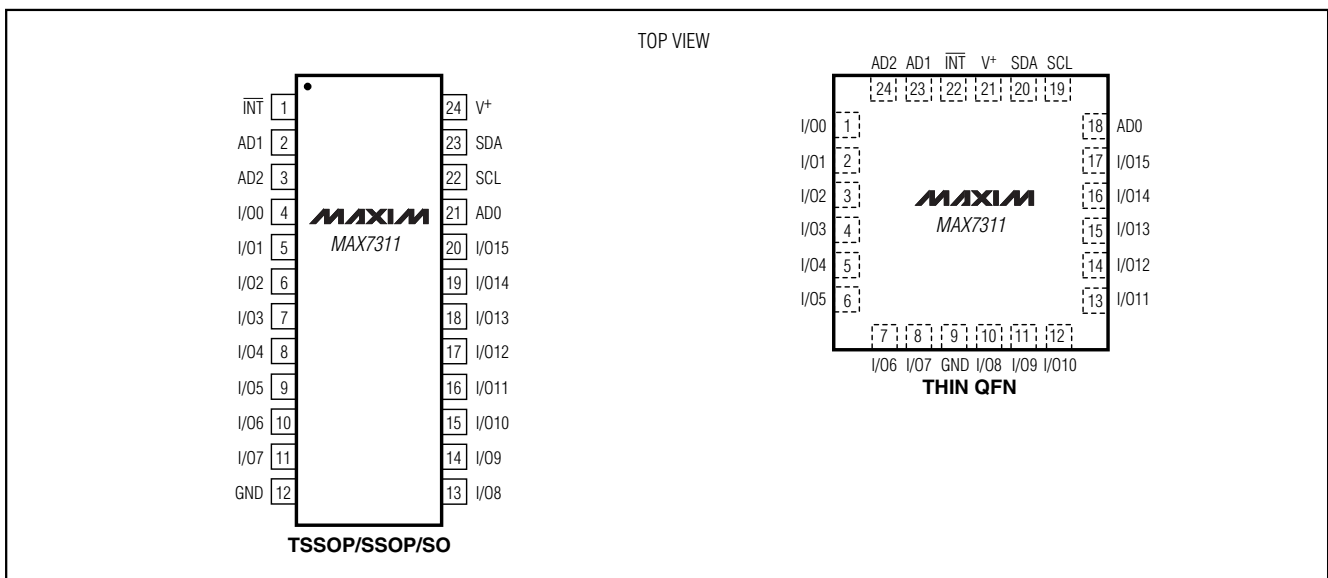 TOP VIEW
INT 1
AD1 2
AD2 3
I/O0 4
I/O1 5
I/O2 6
I/O3 7
I/O4 8
I/O5 9
I/O6 10
I/O7 11
GND 12
MAXIM
MAX7311
24 V+
23 SDA
22 SCL
21 AD0
20 I/O15
19 I/O14
18 I/O13
17 I/O12
16 I/O11
15 I/O10
14 I/O9
13 I/O8
TSSOP/SSOP/SO
AD2 AD1 INT V+ SDA SCL
24 23 22 21 20 19
I/O0 1
I/O1 2
I/O2 3
I/O3 4
I/O4 5
I/O5 6
MAXIM
MAX7311
18 AD0
17 I/O15
16 I/O14
15 I/O13
14 I/O12
13 I/O11
7 8 9 10 11 12
I/O6 I/O7 GND I/O8 I/O9 I/O10
THIN QFN